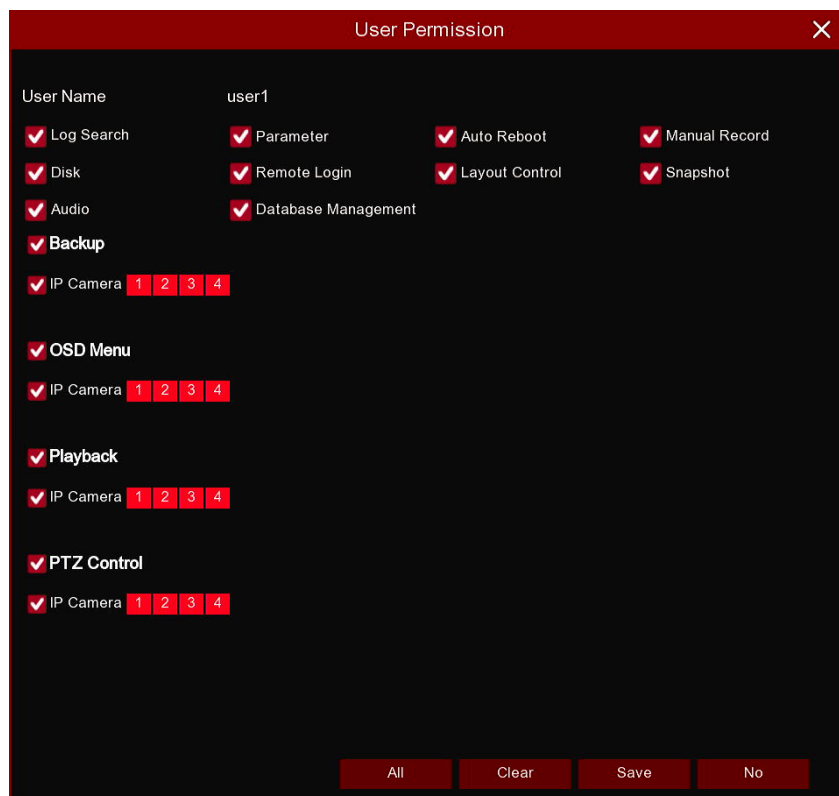 User Permission
User Name user1
Log Search Parameter Auto Reboot Manual Record
Disk Remote Login Layout Control Snapshot
Audio Database Management
Backup
IP Camera 1 2 3 4
OSD Menu
IP Camera 1 2 3 4
Playback
IP Camera 1 2 3 4
PTZ Control
IP Camera 1 2 3 4
All Clear Save No